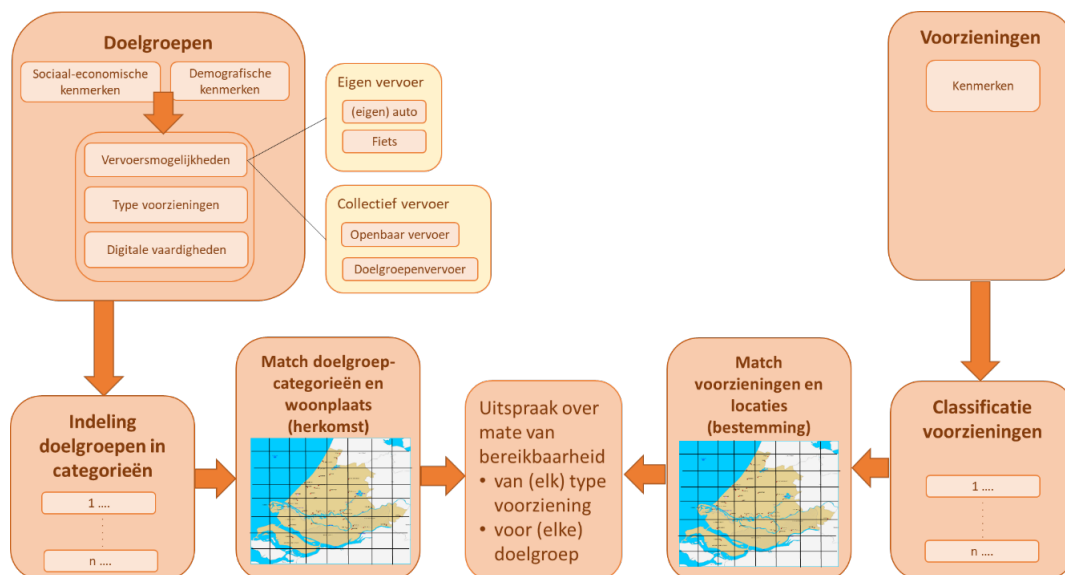 Doelgroepen
Sociaal-economische
kenmerken
Demografische
kenmerken
Vervoersmogelijkheden
Type voorzieningen
Digitale vaardigheden
Eigen vervoer
(eigen) auto
Fiets
Collectief vervoer
Openbaar vervoer
Doelgroepenvervoer
Voorzieningen
Kenmerken
Indeling
doelgroepen in
categorieën
1 ....
n ....
Match doelgroep-
categorieën en
woonplaats
(herkomst)
Uitspraak over
mate van
bereikbaarheid
• van (elk) type
voorziening
• voor (elke)
doelgroep
Match
voorzieningen en
locaties
(bestemming)
Classificatie
voorzieningen
1 ....
n ....